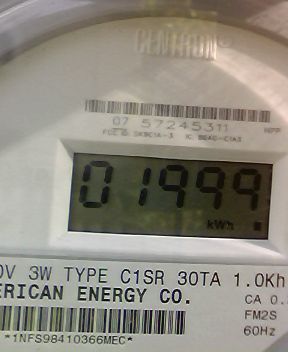 CENTRON
07 57245311
01999
kWh
0V 3W TYPE C1SR 30TA 1.0Kh
ERICAN ENERGY CO.
CA 0.
FM2S
60Hz
*1NFS98410366MEC*